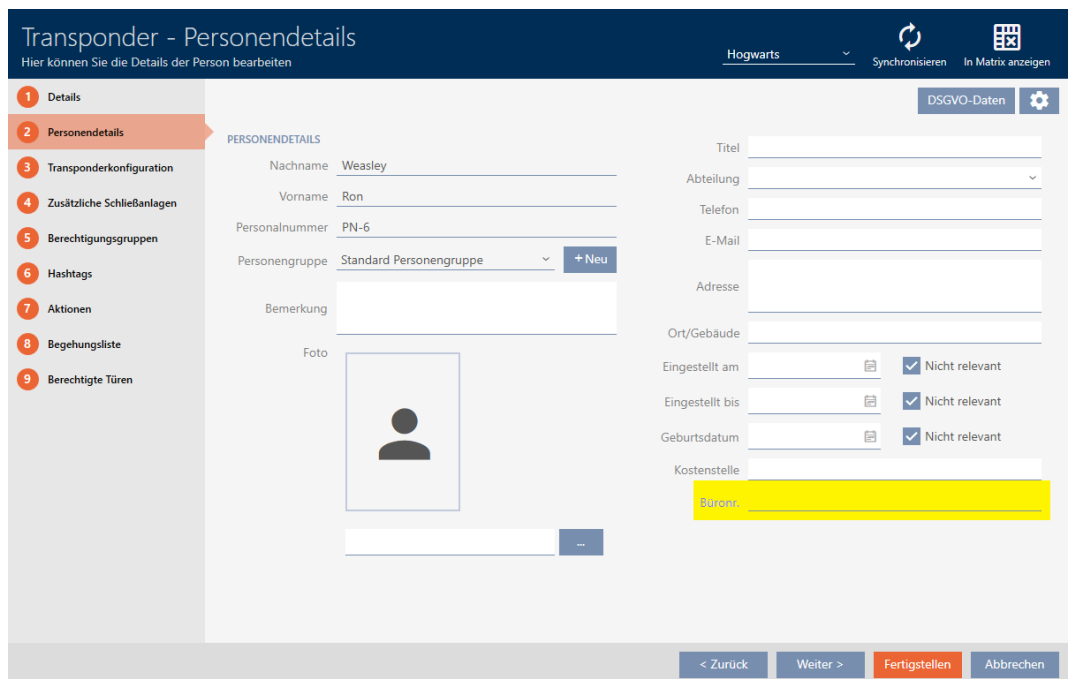 Transponder - Personendetails
Hier können Sie die Details der Person bearbeiten
Hogwarts
Synchronisieren
In Matrix anzeigen
1 Details
2 Personendetails
3 Transponderkonfiguration
4 Zusätzliche Schließanlagen
5 Berechtigungsgruppen
6 Hashtags
7 Aktionen
8 Begehungsliste
9 Berechtigte Türen
DSGVO-Daten
PERSONENDETAILS
Nachname Weasley
Vorname Ron
Personalnummer PN-6
Personengruppe Standard Personengruppe + Neu
Bemerkung
Foto
...
Titel
Abteilung
Telefon
E-Mail
Adresse
Ort/Gebäude
Eingestellt am Nicht relevant
Eingestellt bis Nicht relevant
Geburtsdatum Nicht relevant
Kostenstelle
Büronr.
< Zurück
Weiter >
Fertigstellen
Abbrechen